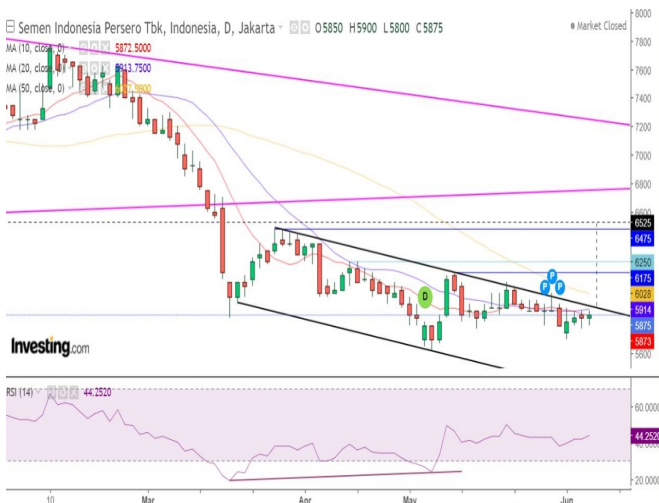 Semen Indonesia Persero Tbk, Indonesia, D, Jakarta O5850 H5900 L5800 C5875
Market Closed
MA (10, close, 0) 5872.5000
MA (20, close, 0) 5913.7500
MA (50, close, 0)
8000
7800
7600
7400
7200
7000
6800
6600
6525
6475
6250
6175
6028
5914
5875
5873
5600
D
P
P
P
Investing.com
RSI (14) 44.2520
60.0000
44.2520
20.0000
10 Mar Apr May Jun